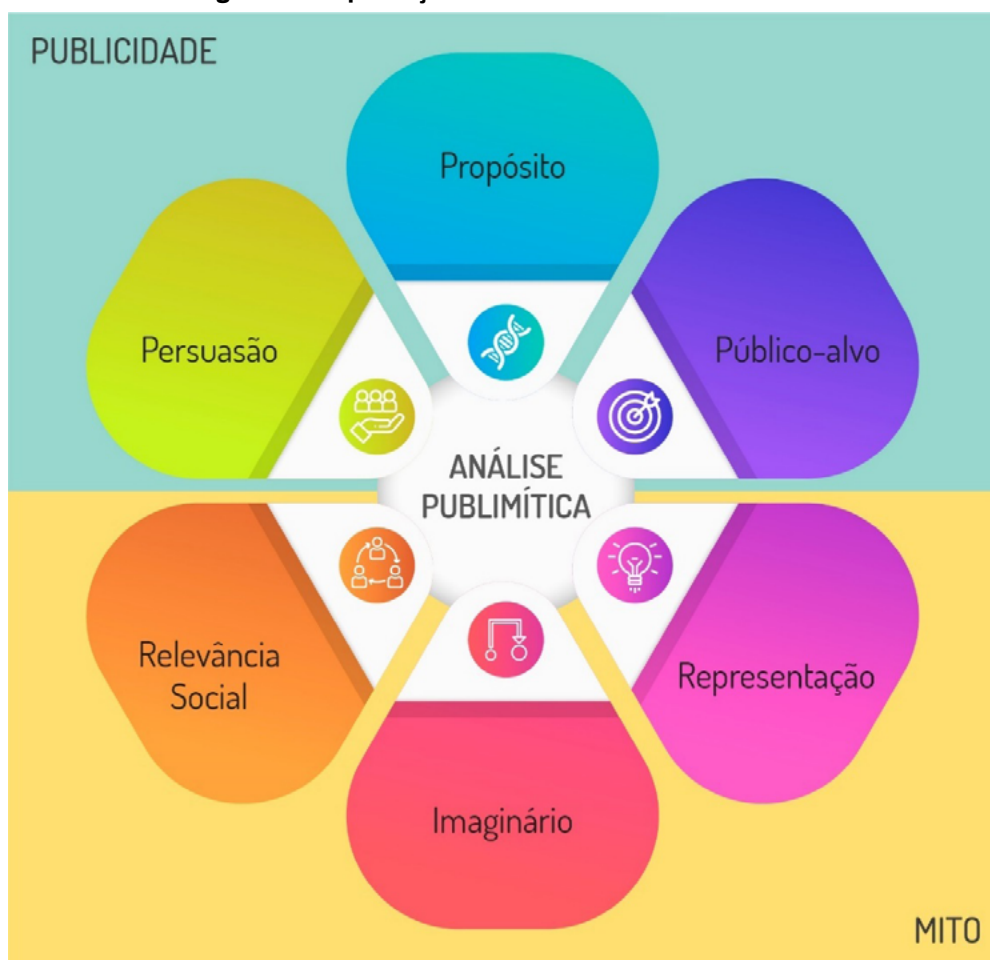 PUBLICIDADE
Propósito
Persuasão
Público-alvo
ANÁLISE
PUBLIMÍTICA
Relevância
Social
Representação
Imaginário
MITO